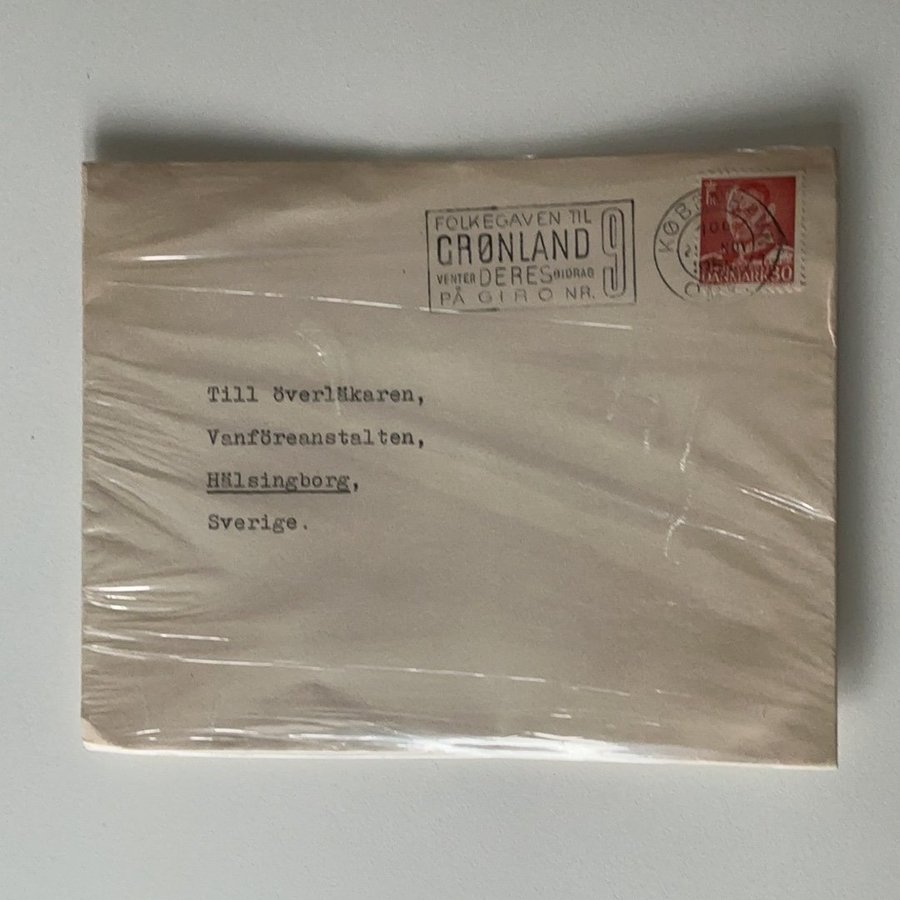 FOLKEGAVEN TIL
GRØNLAND
VENTER DERES BIDRAG
PÅ GIRO NR. 9
DANMARK 30
Till överläkaren,
Vanföreanstalten,
Hälsingborg,
Sverige.